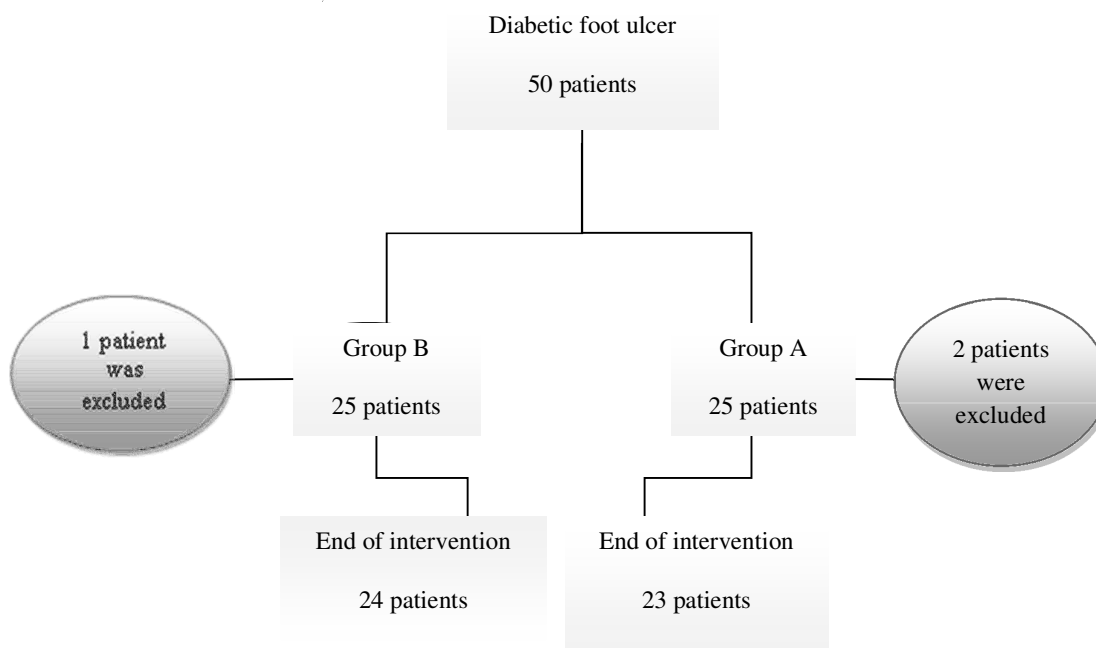 Diabetic foot ulcer
50 patients
1 patient
was
excluded
Group B
25 patients
Group A
25 patients
2 patients
were
excluded
End of intervention
24 patients
End of intervention
23 patients